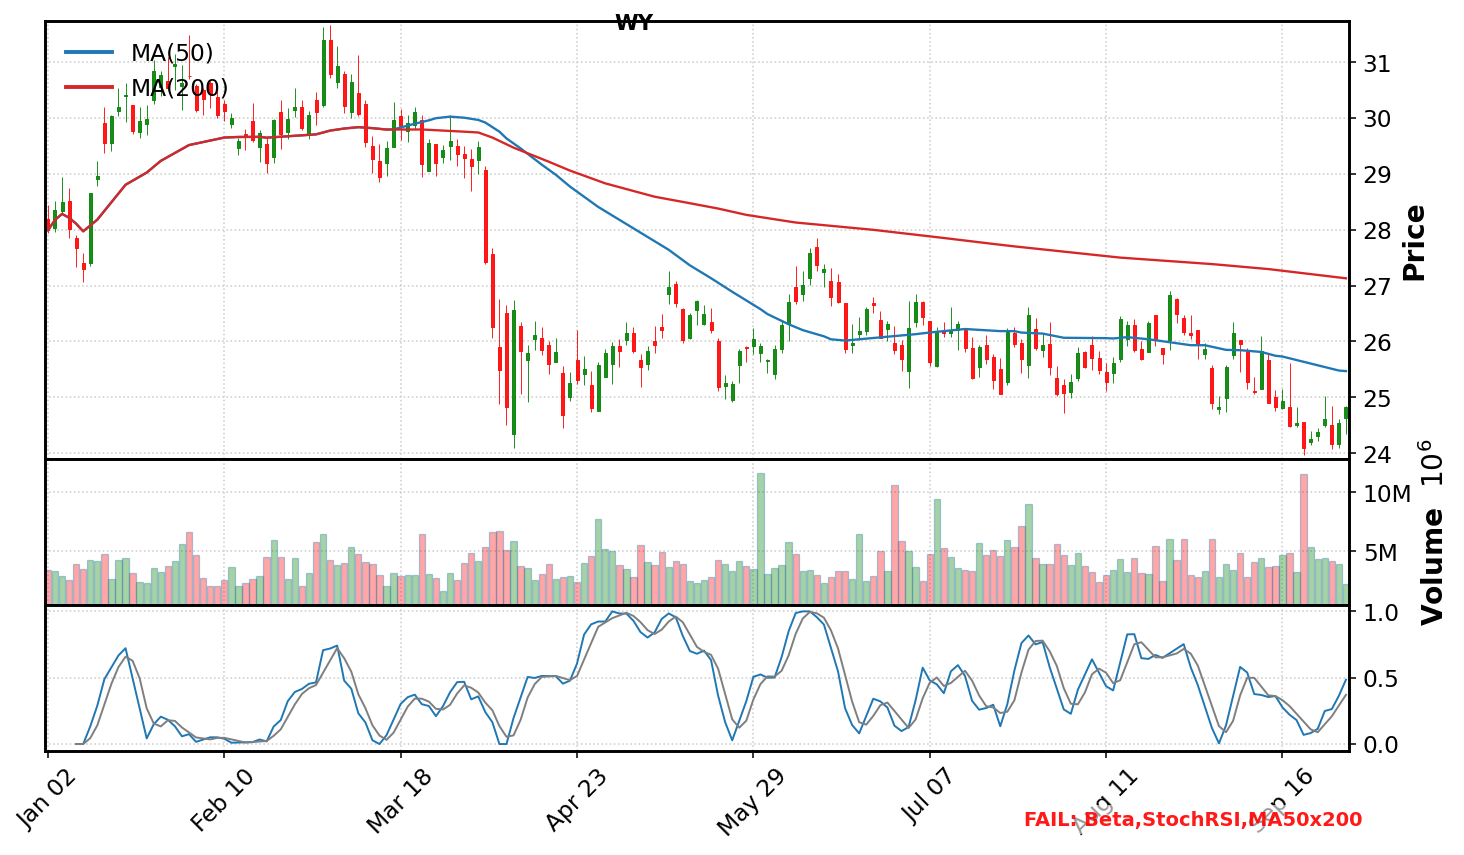 WY
MA(50)
MA(200)
31
30
29
28
27
26
25
24
Price
10M
5M
Volume 10^6
1.0
0.5
0.0
Jan 02
Feb 10
Mar 18
Apr 23
May 29
Jul 07
Aug 11
Sep 16
FAIL: Beta,StochRSI,MA50x200